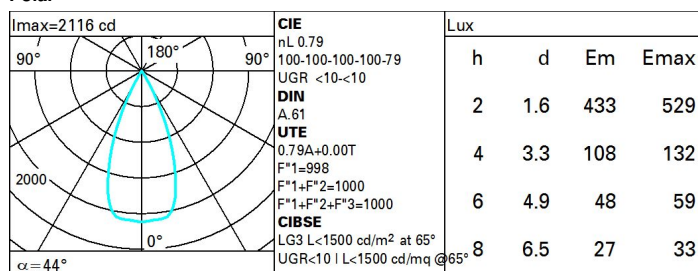 Imax=2116 cd
90°
180°
90°
2000
0°
α=44°
CIE
nL 0.79
100-100-100-100-79
UGR <10-<10
DIN
A.61
UTE
0.79A+0.00T
F"1=998
F"1+F"2=1000
F"1+F"2+F"3=1000
CIBSE
LG3 L<1500 cd/m² at 65°
UGR<10 | L<1500 cd/mq @65°
Lux
h d Em Emax
2 1.6 433 529
4 3.3 108 132
6 4.9 48 59
8 6.5 27 33